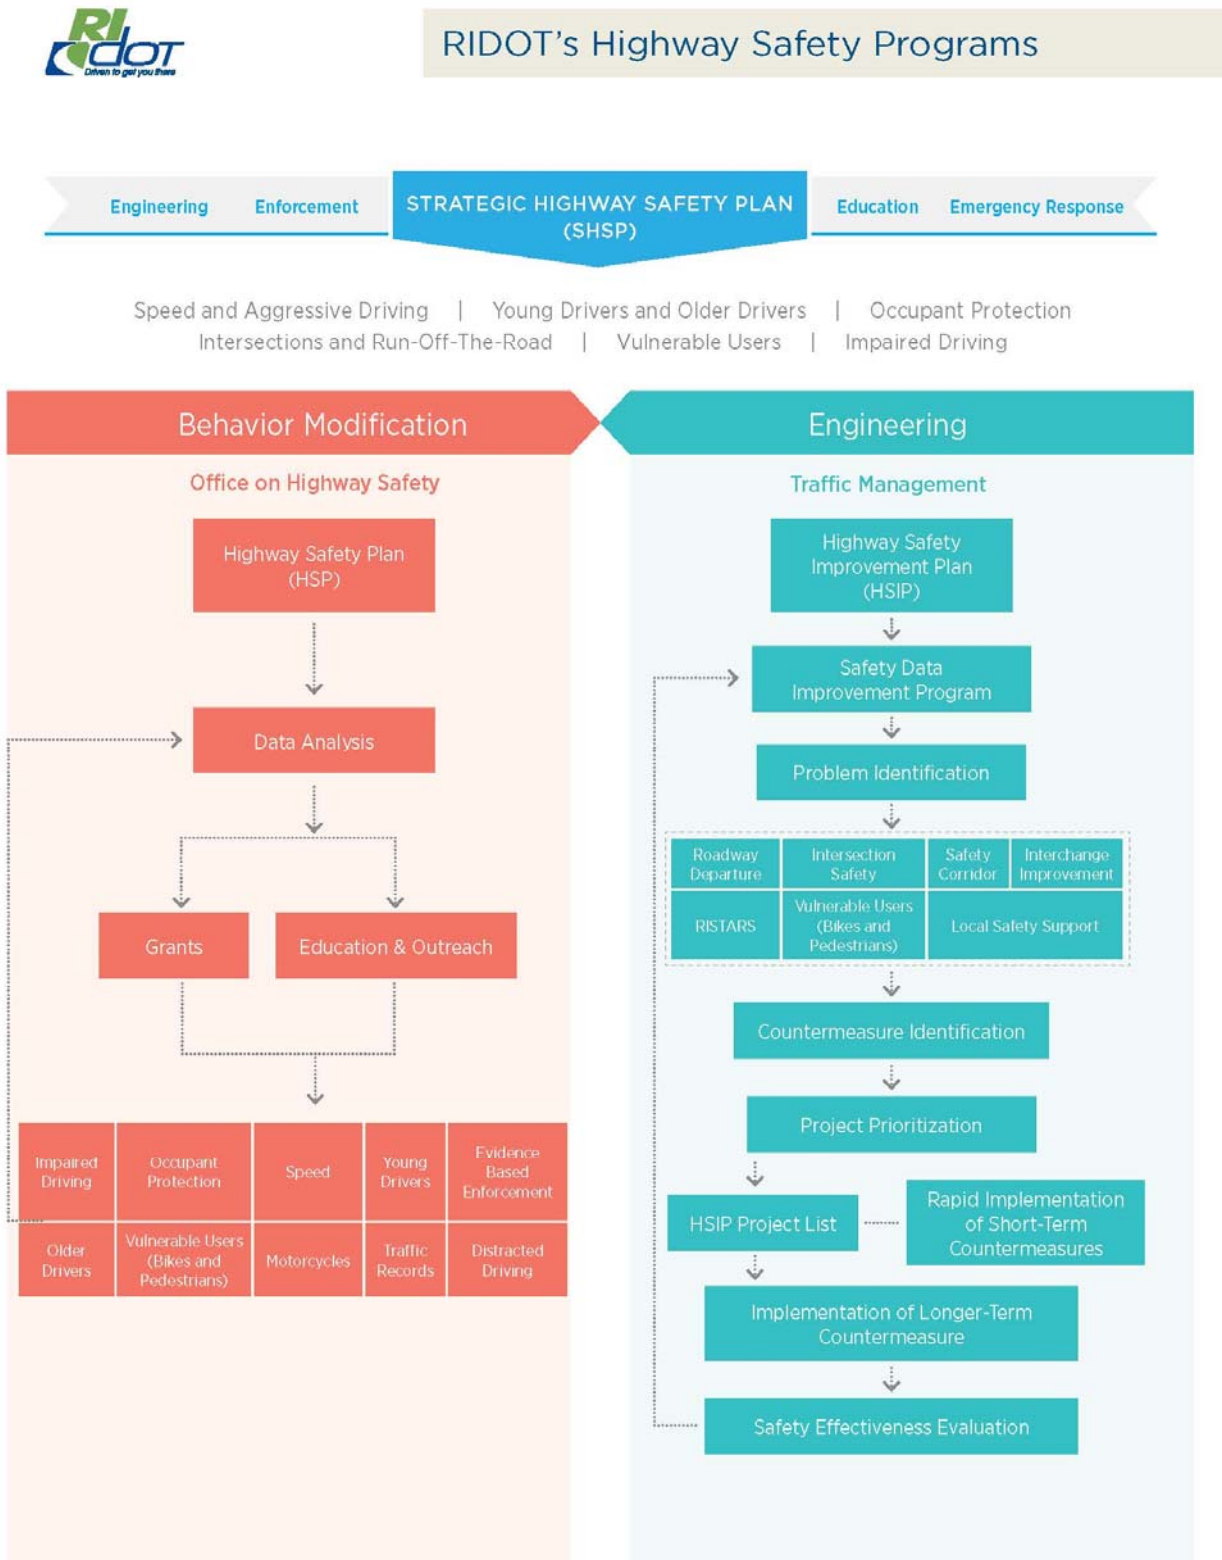 RI
DOT
Driven to get you there
RIDOT's Highway Safety Programs
Engineering
Enforcement
STRATEGIC HIGHWAY SAFETY PLAN
(SHSP)
Education
Emergency Response
Speed and Aggressive Driving | Young Drivers and Older Drivers | Occupant Protection
Intersections and Run-Off-The-Road | Vulnerable Users | Impaired Driving
Behavior Modification
Office on Highway Safety
Highway Safety Plan
(HSP)
Data Analysis
Grants
Education & Outreach
Impaired
Driving
Occupant
Protection
Speed
Young
Drivers
Evidence
Based
Enforcement
Older
Drivers
Vulnerable Users
(Bikes and
Pedestrians)
Motorcycles
Traffic
Records
Distracted
Driving
Engineering
Traffic Management
Highway Safety
Improvement Plan
(HSIP)
Safety Data
Improvement Program
Problem Identification
Roadway
Departure
Intersection
Safety
Safety
Corridor
Interchange
Improvement
RISTARS
Vulnerable Users
(Bikes and
Pedestrians)
Local Safety Support
Countermeasure Identification
Project Prioritization
HSIP Project List
Rapid Implementation
of Short-Term
Countermeasures
Implementation of Longer-Term
Countermeasure
Safety Effectiveness Evaluation